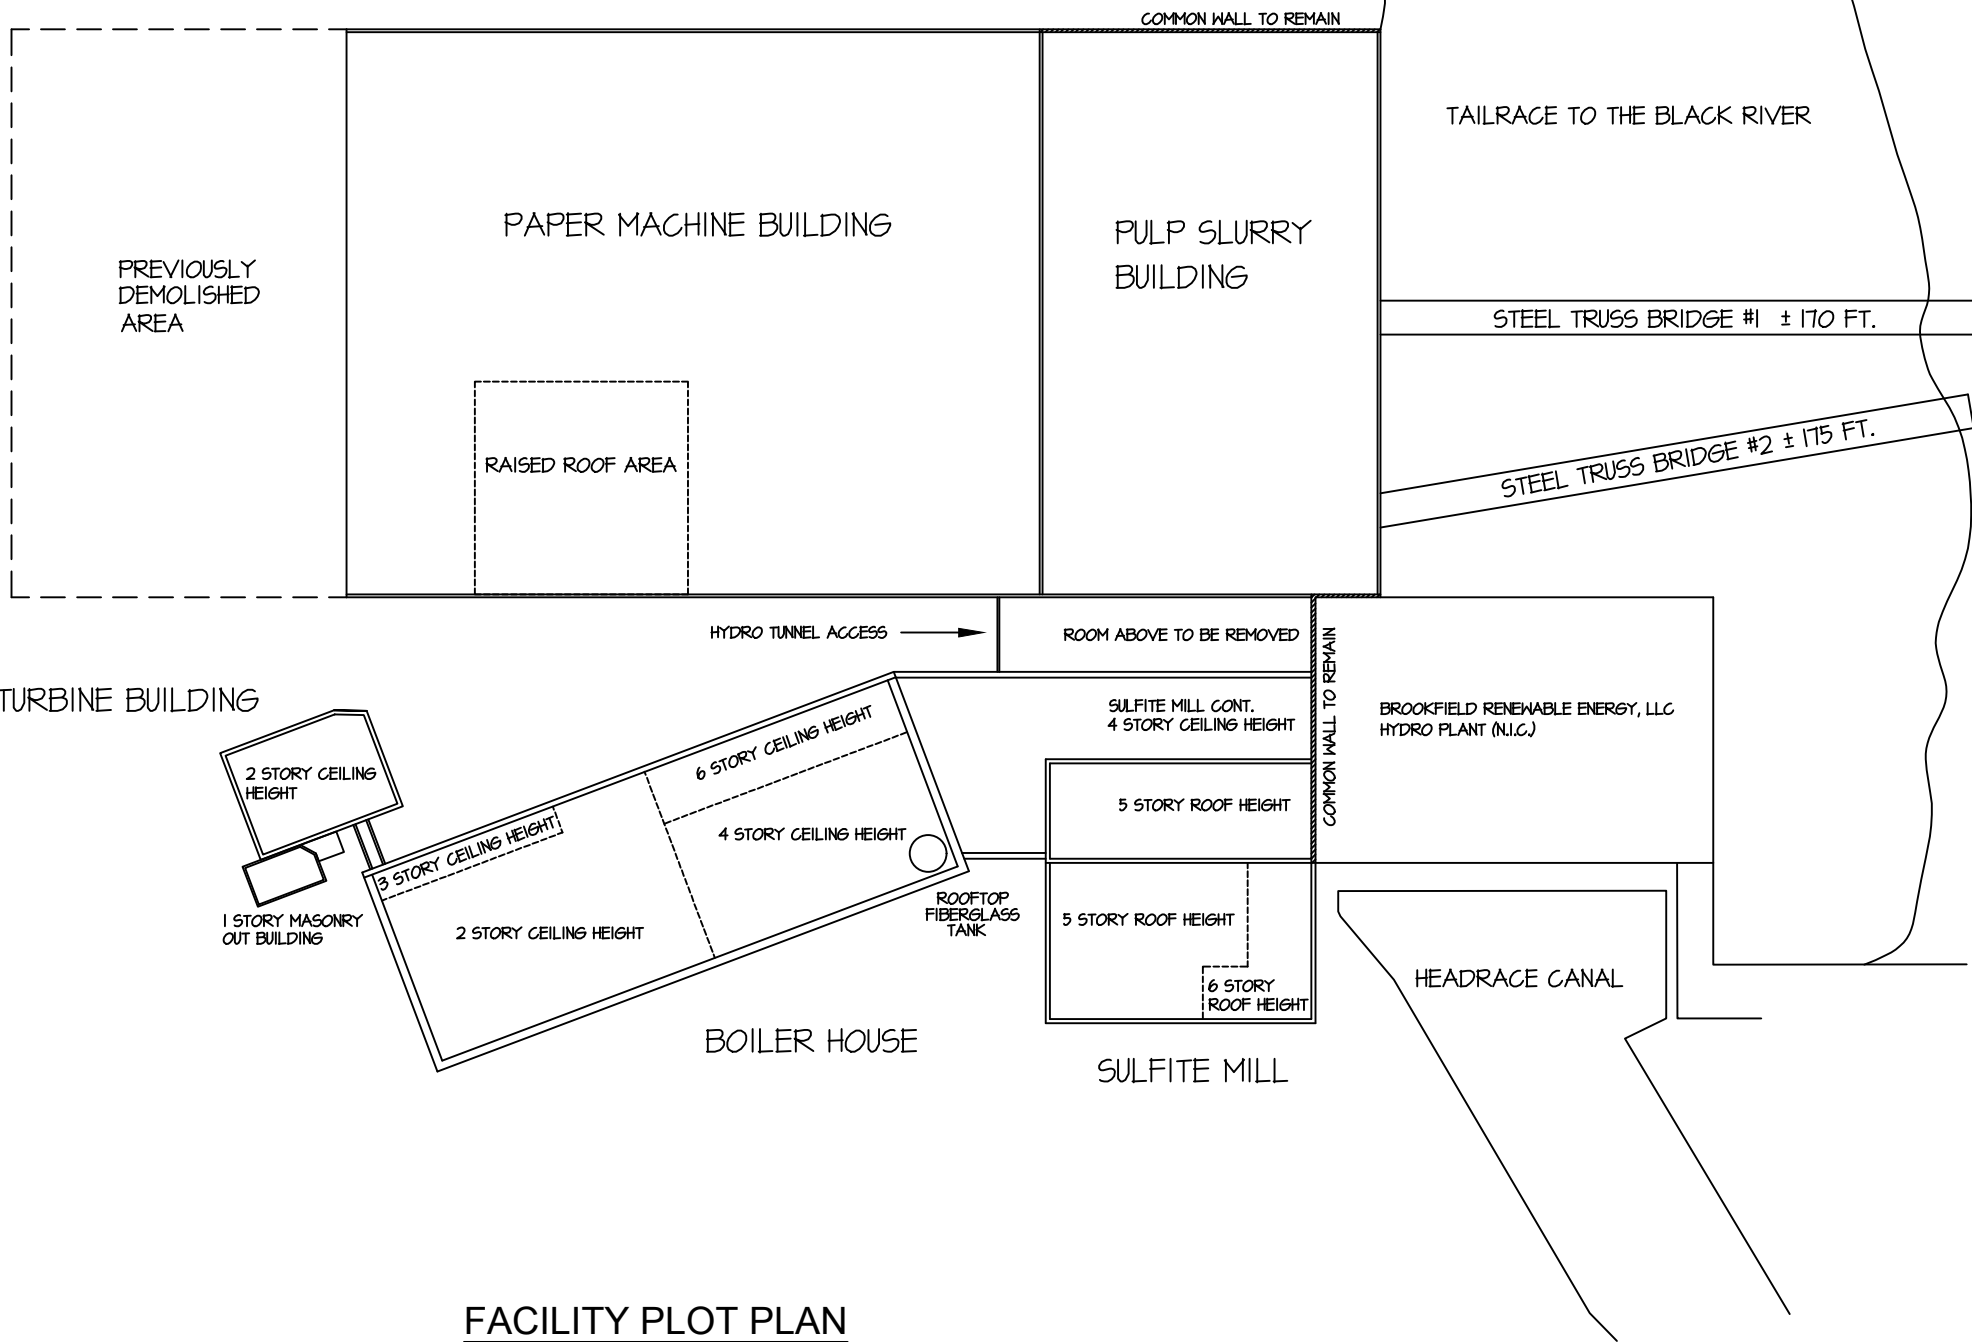 COMMON WALL TO REMAIN
TAILRACE TO THE BLACK RIVER
PAPER MACHINE BUILDING
PULP SLURRY
BUILDING
PREVIOUSLY
DEMOLISHED
AREA
STEEL TRUSS BRIDGE #1 ± 170 FT.
STEEL TRUSS BRIDGE #2 ± 175 FT.
RAISED ROOF AREA
HYDRO TUNNEL ACCESS
ROOM ABOVE TO BE REMOVED
COMMON WALL TO REMAIN
TURBINE BUILDING
SULFITE MILL CONT.
4 STORY CEILING HEIGHT
BROOKFIELD RENEWABLE ENERGY, LLC
HYDRO PLANT (N.I.C.)
6 STORY CEILING HEIGHT
2 STORY CEILING
HEIGHT
5 STORY ROOF HEIGHT
4 STORY CEILING HEIGHT
3 STORY CEILING HEIGHT
ROOFTOP
FIBERGLASS
TANK
1 STORY MASONRY
OUT BUILDING
2 STORY CEILING HEIGHT
5 STORY ROOF HEIGHT
6 STORY
ROOF HEIGHT
HEADRACE CANAL
BOILER HOUSE
SULFITE MILL
FACILITY PLOT PLAN